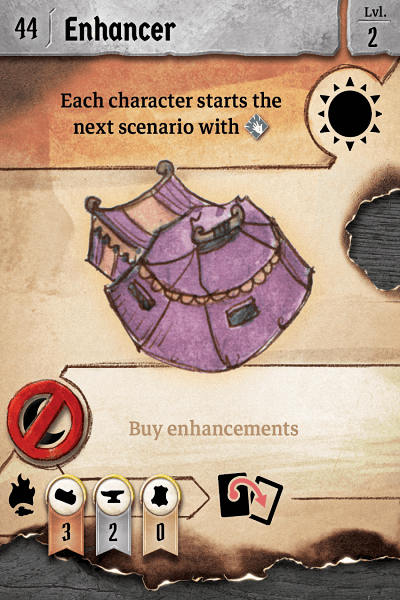 44 Enhancer
Lvl.
2
Each character starts the
next scenario with
Buy enhancements
3 2 0